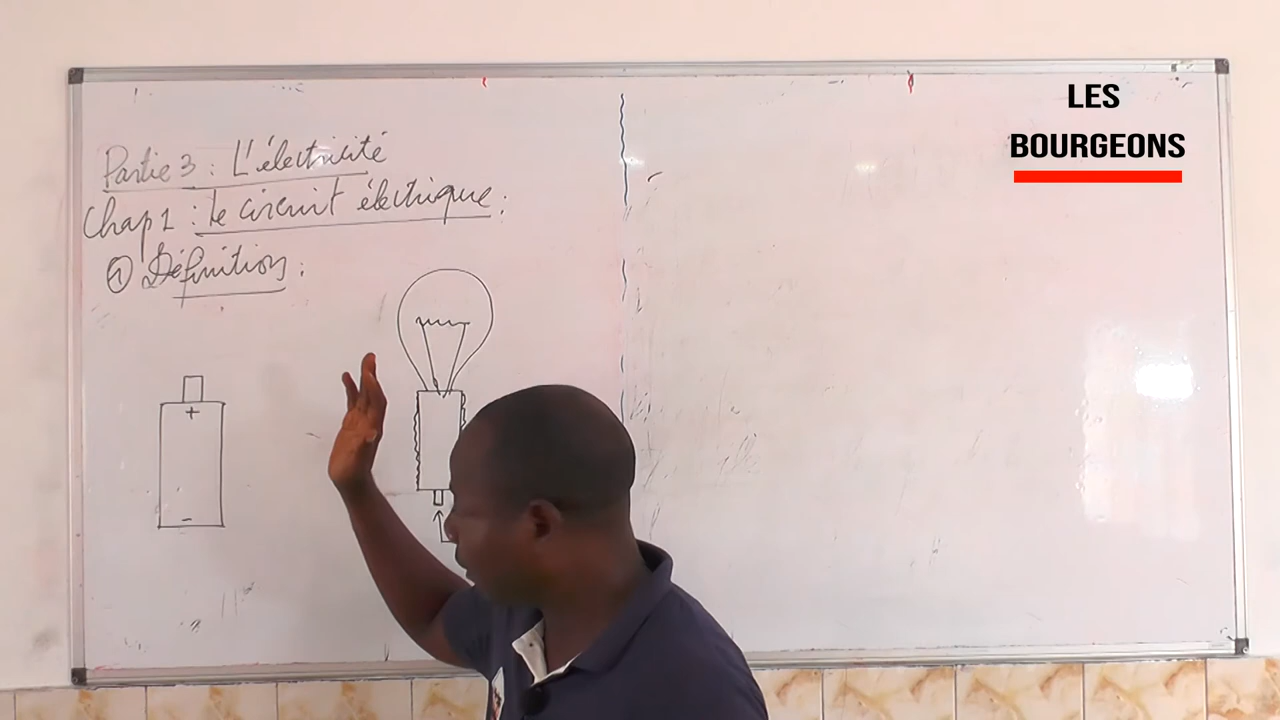 Partie 3 : L'électricité
Chap 1 : Le circuit électrique :
① Définition :
+
-
LES
BOURGEONS